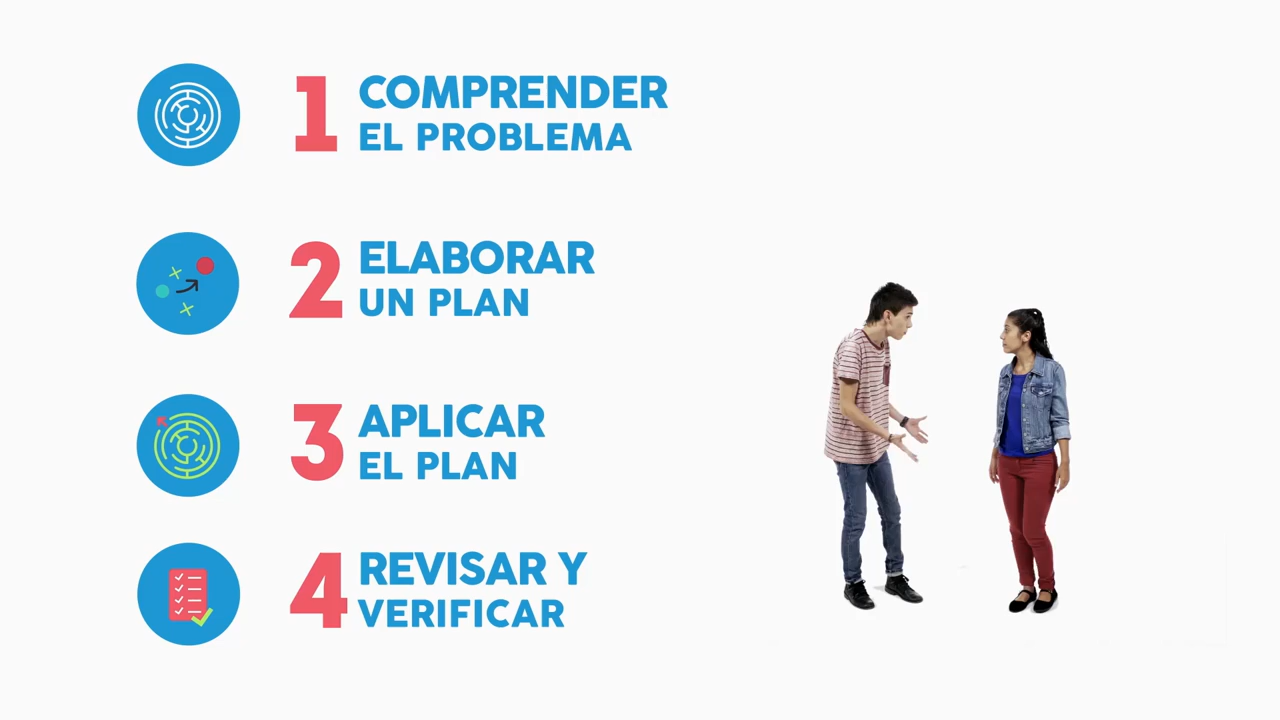 1 COMPRENDER
EL PROBLEMA
2 ELABORAR
UN PLAN
3 APLICAR
EL PLAN
4 REVISAR Y
VERIFICAR